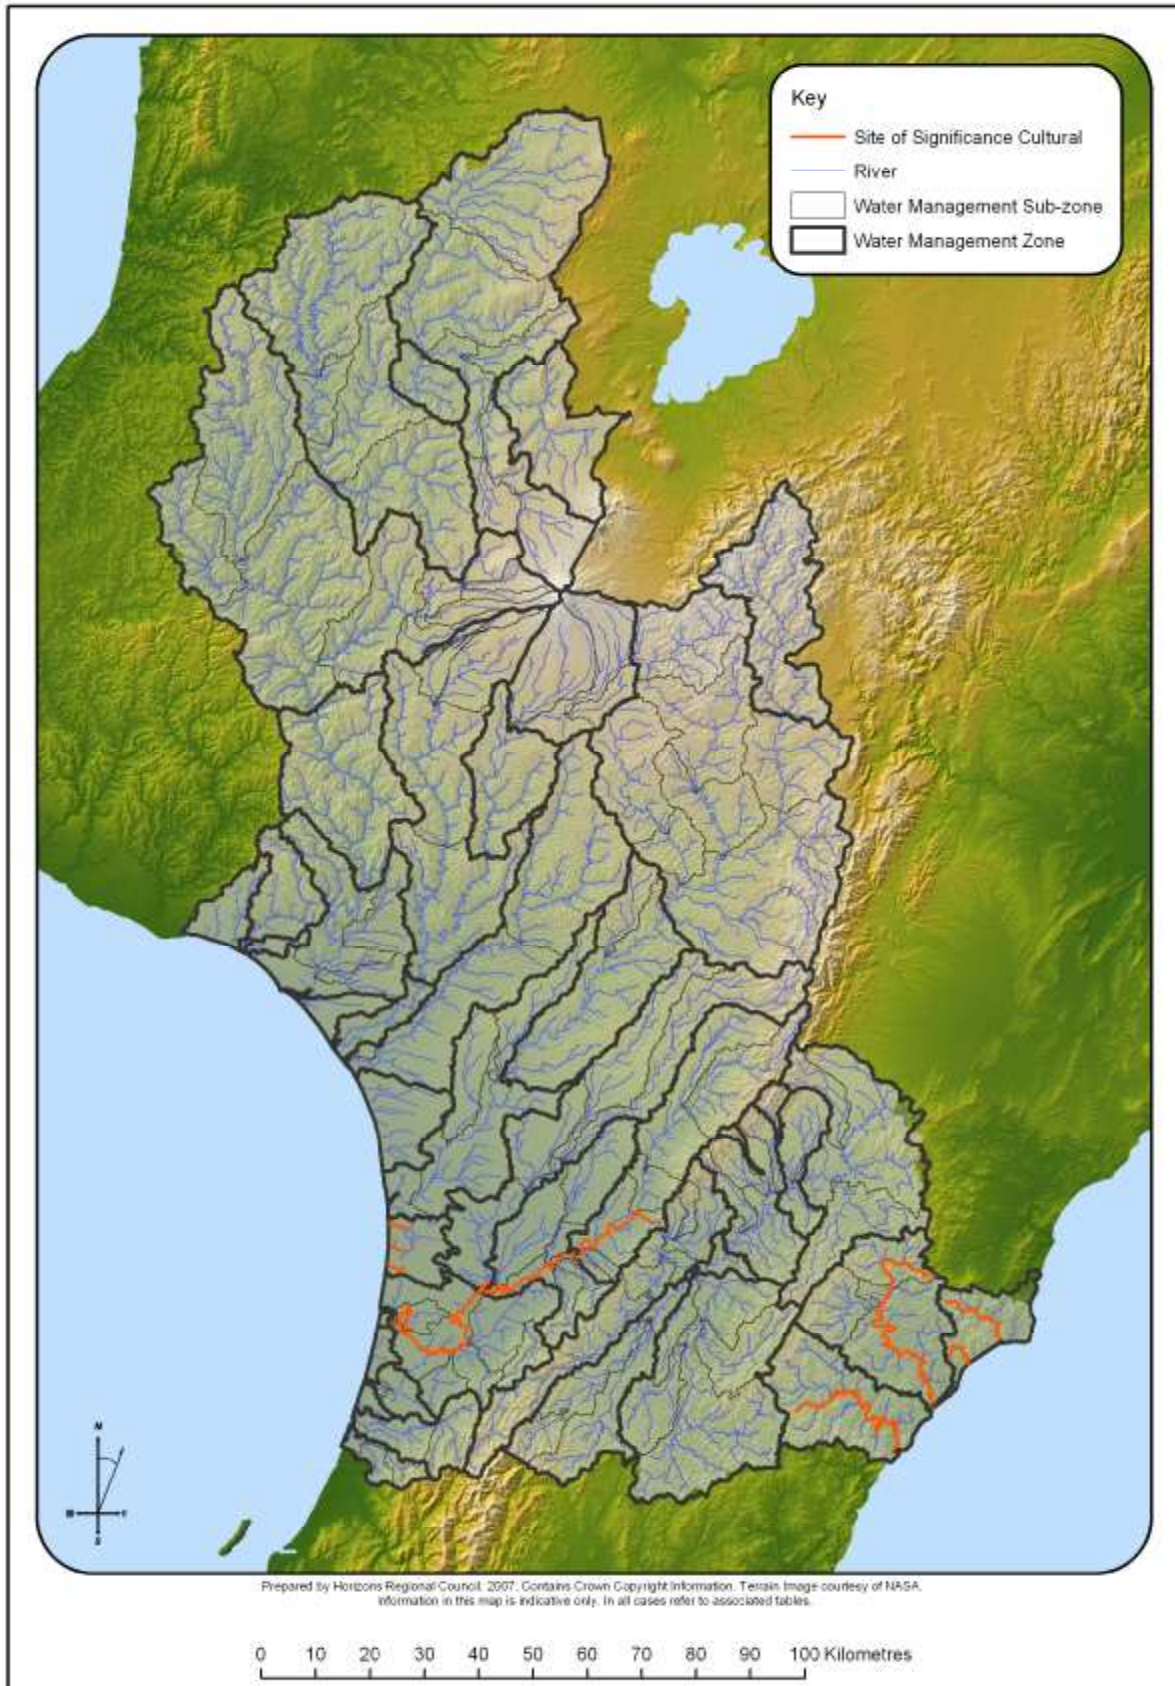 Key
Site of Significance Cultural
River
Water Management Sub-zone
Water Management Zone
N
S
Prepared by Horizons Regional Council, 2007. Contains Crown Copyright Information. Terrain Image courtesy of NASA.
Information in this map is indicative only. In all cases refer to associated tables.
0 10 20 30 40 50 60 70 80 90 100 Kilometres